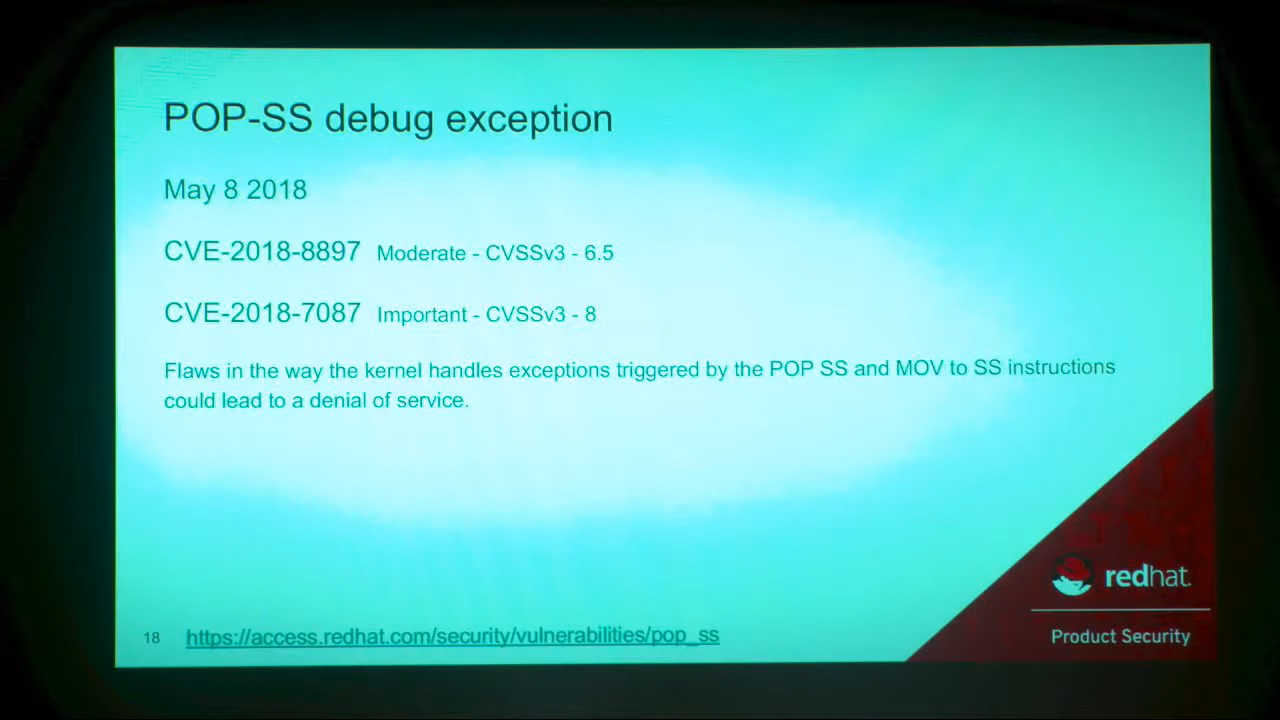 POP-SS debug exception
May 8 2018
CVE-2018-8897 Moderate - CVSSv3 - 6.5
CVE-2018-7087 Important - CVSSv3 - 8
Flaws in the way the kernel handles exceptions triggered by the POP SS and MOV to SS instructions
could lead to a denial of service.
redhat.
Product Security
18 https://access.redhat.com/security/vulnerabilities/pop_ss